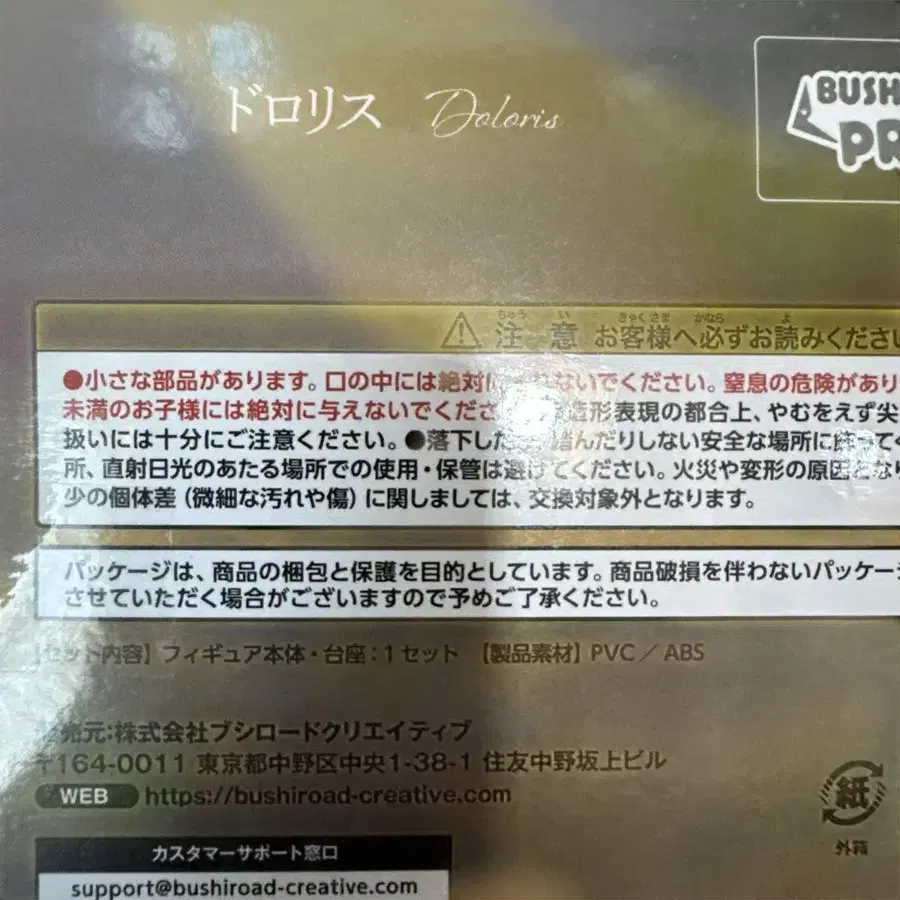 ドロリス Doloris
BUSH
PR
注意 お客様へ必ずお読みくださ
ちゅう い きゃくさま かなら よ
●小さな部品があります。口の中には絶対 ないでください。窒息の危険があり
未満のお子様には絶対に与えないでくださ 造形表現の都合上、やむをえず尖
扱いには十分にご注意ください。●落下した 踏んだりしない安全な場所に
所、直射日光のあたる場所での使用・保管は避けてください。火災や変形の原因となり
少の個体差(微細な汚れや傷)に関しましては、交換対象外となります。
パッケージは、商品の梱包と保護を目的としています。商品破損を伴わないパッケー
させていただく場合がございますので予めご了承ください。
【セット内容】フィギュア本体・台座:1セット 【製品素材】PVC/ABS
発売元:株式会社ブシロードクリエイティブ
〒164-0011 東京都中野区中央1-38-1 住友中野坂上ビル
WEB https://bushiroad-creative.com
紙
外箱
カスタマーサポート窓口
support@bushiroad-creative.com